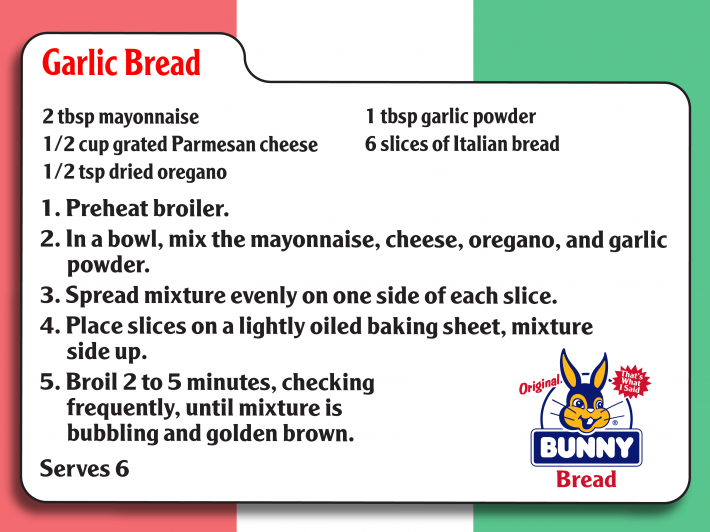 Garlic Bread
2 tbsp mayonnaise
1/2 cup grated Parmesan cheese
1/2 tsp dried oregano
1 tbsp garlic powder
6 slices of Italian bread
1. Preheat broiler.
2. In a bowl, mix the mayonnaise, cheese, oregano, and garlic
powder.
3. Spread mixture evenly on one side of each slice.
4. Place slices on a lightly oiled baking sheet, mixture
side up.
5. Broil 2 to 5 minutes, checking
frequently, until mixture is
bubbling and golden brown.
Serves 6
Original
That's
What
I Said
®
BUNNY
Bread